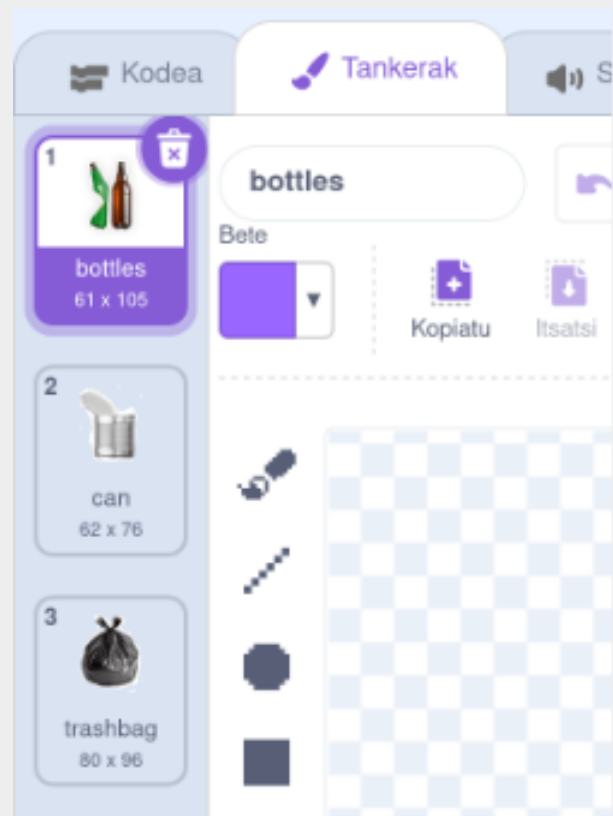 Kodea
Tankerak
S
1
bottles
61 x 105
bottles
Bete
Kopiatu
Itsatsi
2
can
62 x 76
3
trashbag
80 x 96